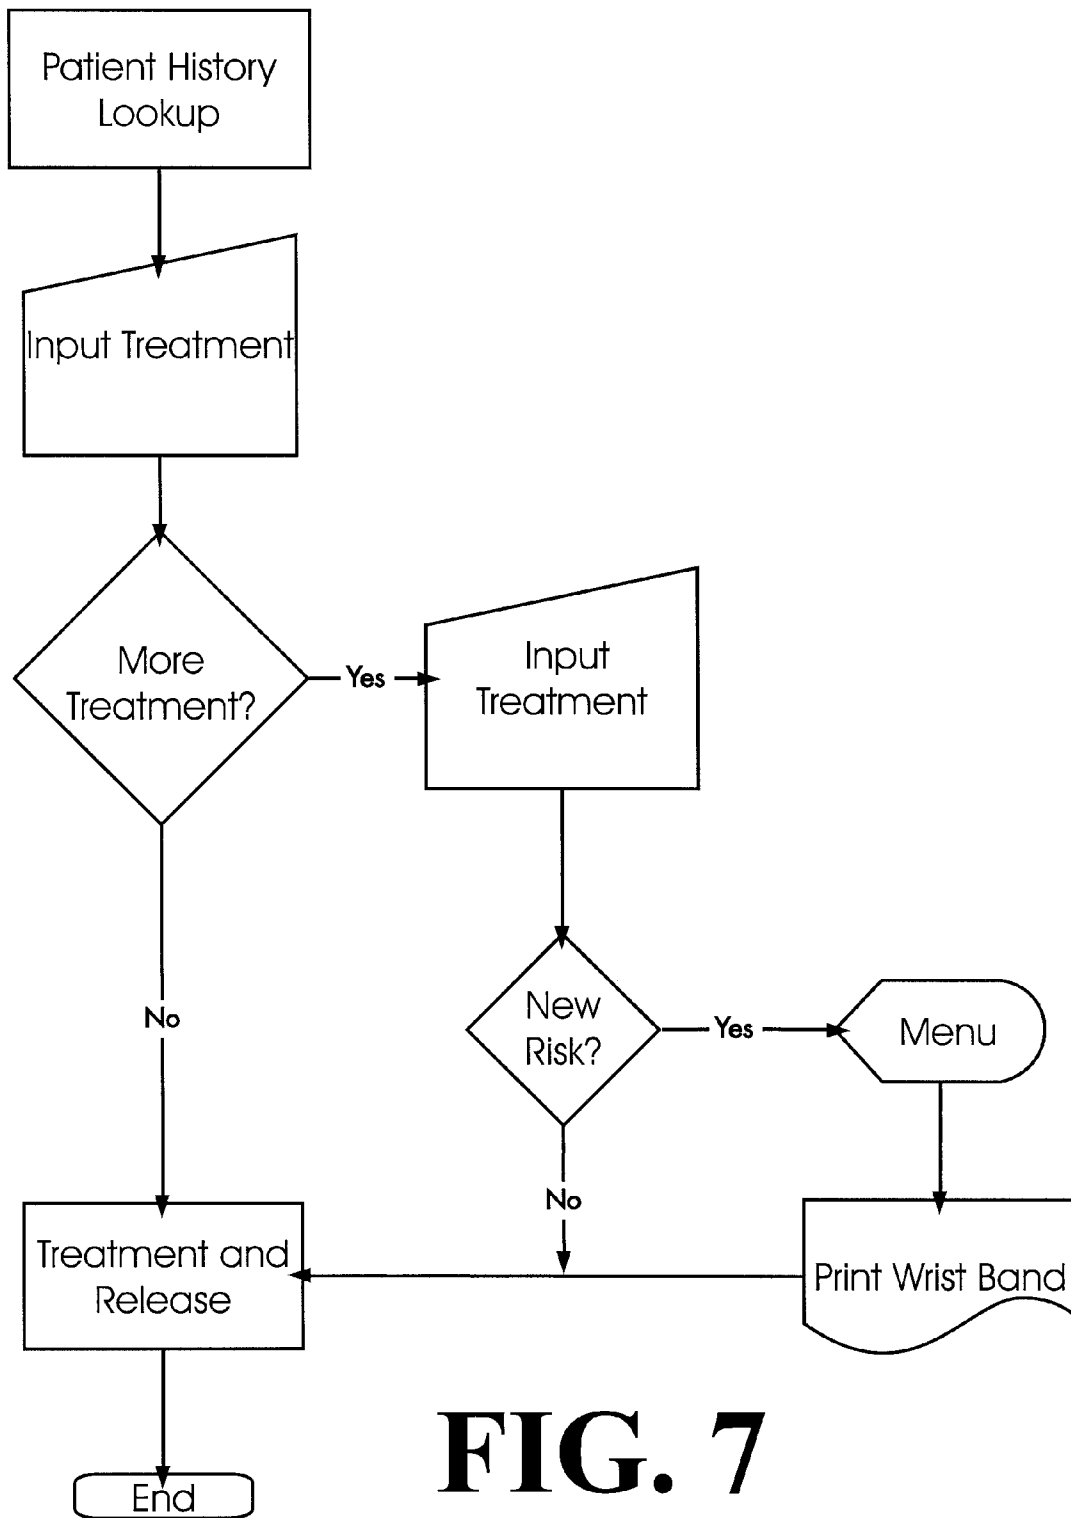 Patient History
Lookup
Input Treatment
More
Treatment?
Yes
Input
Treatment
No
New
Risk?
Yes
Menu
No
Treatment and
Release
Print Wrist Band
End
FIG. 7